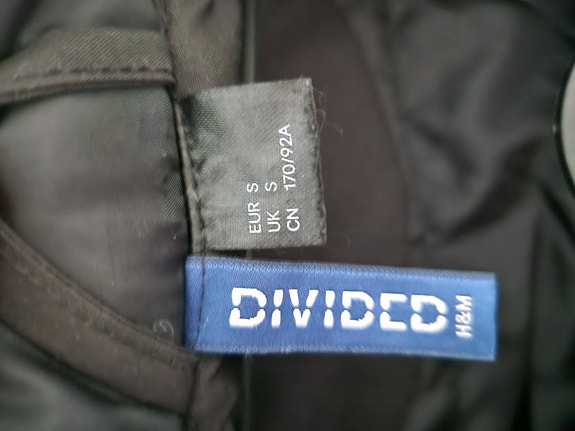 EUR S
UK S
CN 170/92A
DIVIDED
H&M